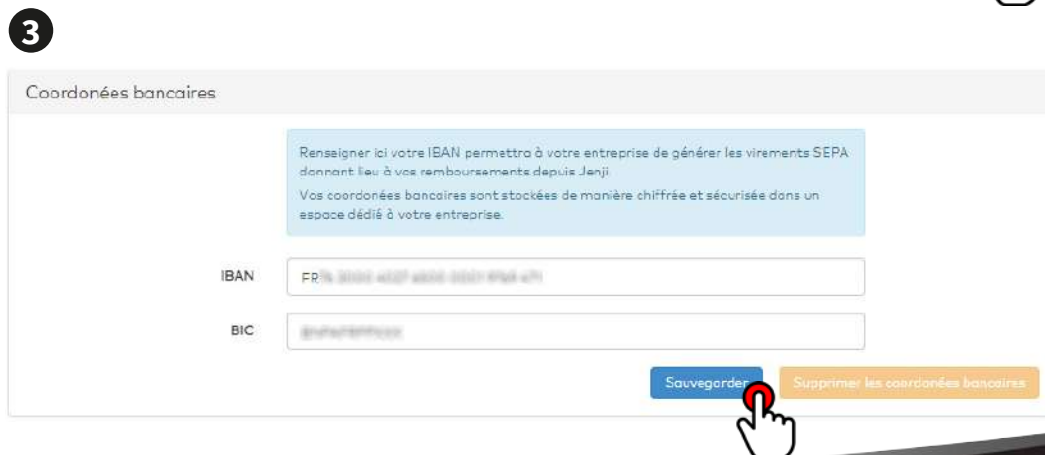 3
Coordonées bancaires
Renseigner ici votre IBAN permettra à votre entreprise de générer les virements SEPA
donnant lieu à vos remboursements depuis Jenji.
Vos coordonées bancaires sont stockées de manière chiffrée et sécurisée dans un
espace dédié à votre entreprise.
IBAN
FR
BIC
Sauvegarder
Supprimer les coordonées bancaires